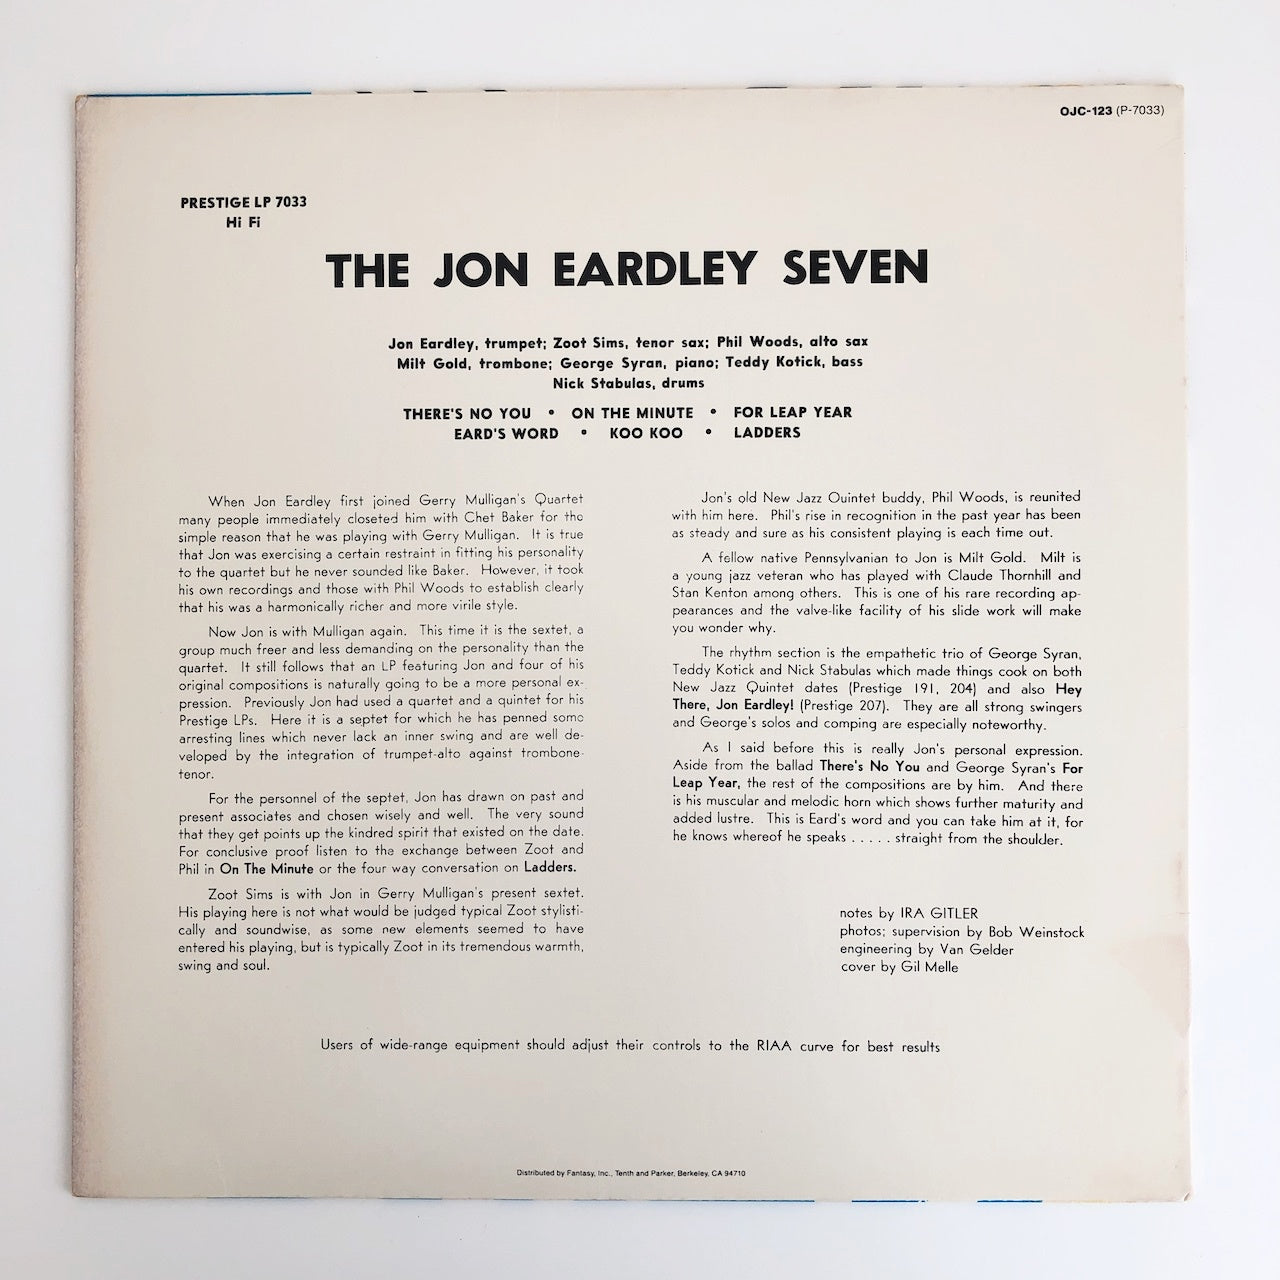 OJC-123 (P-7033)
PRESTIGE LP 7033
Hi Fi
THE JON EARDLEY SEVEN
Jon Eardley, trumpet; Zoot Sims, tenor sax; Phil Woods, alto sax
Milt Gold, trombone; George Syran, piano; Teddy Kotick, bass
Nick Stabulas, drums
THERE'S NO YOU • ON THE MINUTE • FOR LEAP YEAR
EARD'S WORD • KOO KOO • LADDERS
When Jon Eardley first joined Gerry Mulligan's Quartet
many people immediately closeted him with Chet Baker for the
simple reason that he was playing with Gerry Mulligan. It is true
that Jon was exercising a certain restraint in fitting his personality
to the quartet but he never sounded like Baker. However, it took
his own recordings and those with Phil Woods to establish clearly
that his was a harmonically richer and more virile style.
Now Jon is with Mulligan again. This time it is the sextet, a
group much freer and less demanding on the personality than the
quartet. It still follows that an LP featuring Jon and four of his
original compositions is naturally going to be a more personal ex-
pression. Previously Jon had used a quartet and a quintet for his
Prestige LPs. Here it is a septet for which he has penned some
arresting lines which never lack an inner swing and are well de-
veloped by the integration of trumpet-alto against trombone-
tenor.
For the personnel of the septet, Jon has drawn on past and
present associates and chosen wisely and well. The very sound
that they get points up the kindred spirit that existed on the date.
For conclusive proof listen to the exchange between Zoot and
Phil in On The Minute or the four way conversation on Ladders.
Zoot Sims is with Jon in Gerry Mulligan's present sextet.
His playing here is not what would be judged typical Zoot stylisti-
cally and soundwise, as some new elements seemed to have
entered his playing, but is typically Zoot in its tremendous warmth,
swing and soul.
Jon's old New Jazz Quintet buddy, Phil Woods, is reunited
with him here. Phil's rise in recognition in the past year has been
as steady and sure as his consistent playing is each time out.
A fellow native Pennsylvanian to Jon is Milt Gold. Milt is
a young jazz veteran who has played with Claude Thornhill and
Stan Kenton among others. This is one of his rare recording ap-
pearances and the valve-like facility of his slide work will make
you wonder why.
The rhythm section is the empathetic trio of George Syran,
Teddy Kotick and Nick Stabulas which made things cook on both
New Jazz Quintet dates (Prestige 191, 204) and also Hey
There, Jon Eardley! (Prestige 207). They are all strong swingers
and George's solos and comping are especially noteworthy.
As I said before this is really Jon's personal expression.
Aside from the ballad There's No You and George Syran's For
Leap Year, the rest of the compositions are by him. And there
is his muscular and melodic horn which shows further maturity and
added lustre. This is Eard's word and you can take him at it, for
he knows whereof he speaks . . . . . straight from the shoulder.
notes by IRA GITLER
photos; supervision by Bob Weinstock
engineering by Van Gelder
cover by Gil Melle
Users of wide-range equipment should adjust their controls to the RIAA curve for best results
Distributed by Fantasy, Inc., Tenth and Parker, Berkeley, CA 94710